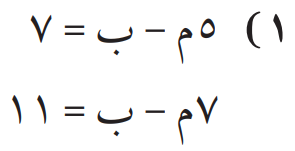 ١) ٥م – ب = ٧
٧م – ب = ١١